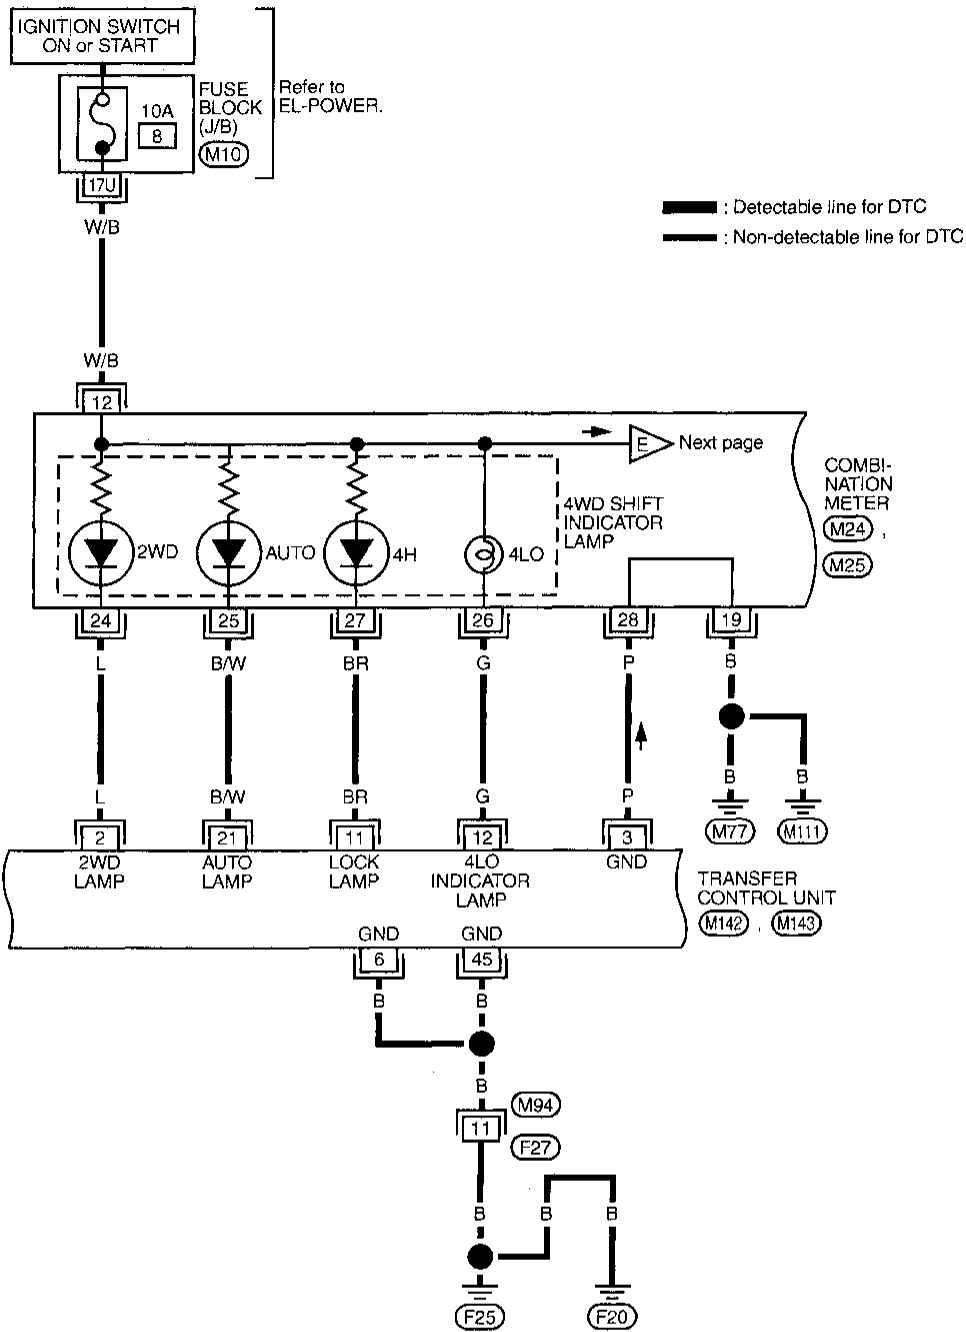 IGNITION SWITCH
ON or START
FUSE
BLOCK
(J/B)
M10
10A
8
Refer to
EL-POWER.
17U
W/B
: Detectable line for DTC
: Non-detectable line for DTC
W/B
12
E
Next page
COMBI-
NATION
METER
M24 ,
M25
4WD SHIFT
INDICATOR
LAMP
2WD
AUTO
4H
4LO
24
25
27
26
28
19
L
B/W
BR
G
P
B
L
B/W
BR
G
P
B
B
M77
M111
2
21
11
12
3
2WD
LAMP
AUTO
LAMP
LOCK
LAMP
4LO
INDICATOR
LAMP
GND
TRANSFER
CONTROL UNIT
M142 , M143
GND
GND
6
45
B
B
B
M94
11
F27
B
B
B
F25
F20